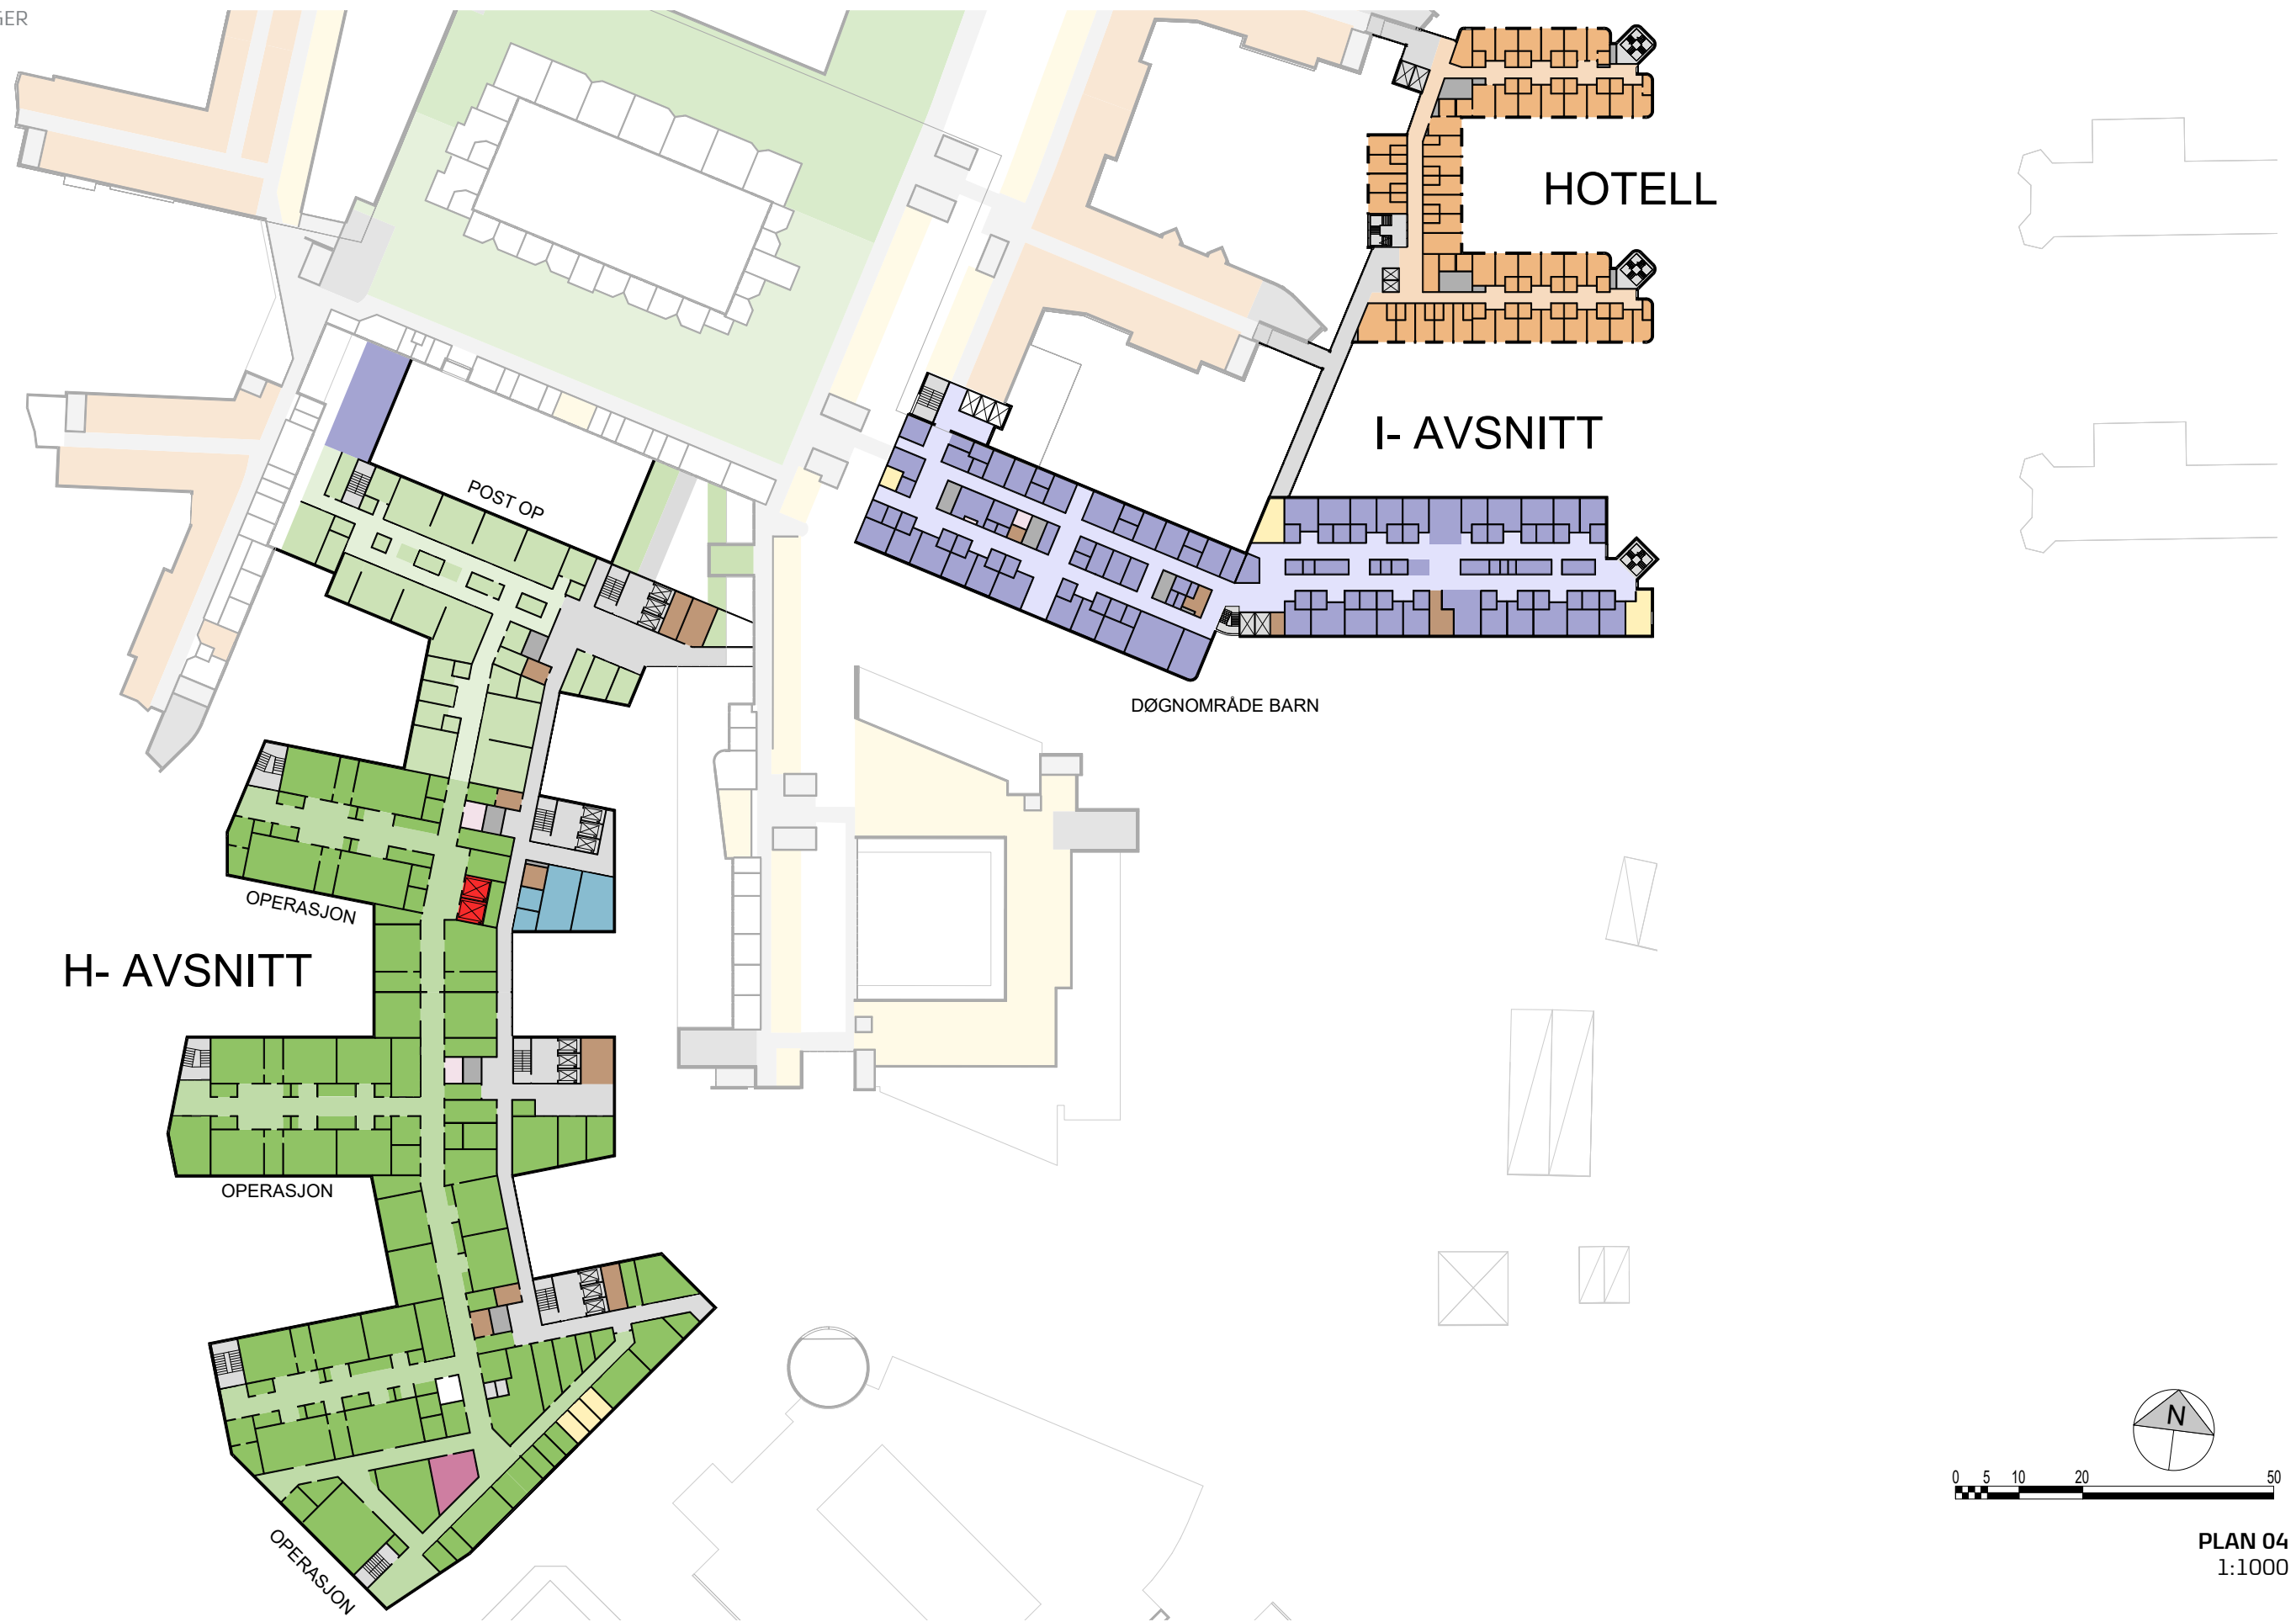 HOTELL
I- AVSNITT
POST OP
DØGNOMRÅDE BARN
OPERASJON
H- AVSNITT
OPERASJON
OPERASJON
N
0 5 10 20 50
PLAN 04
1:1000